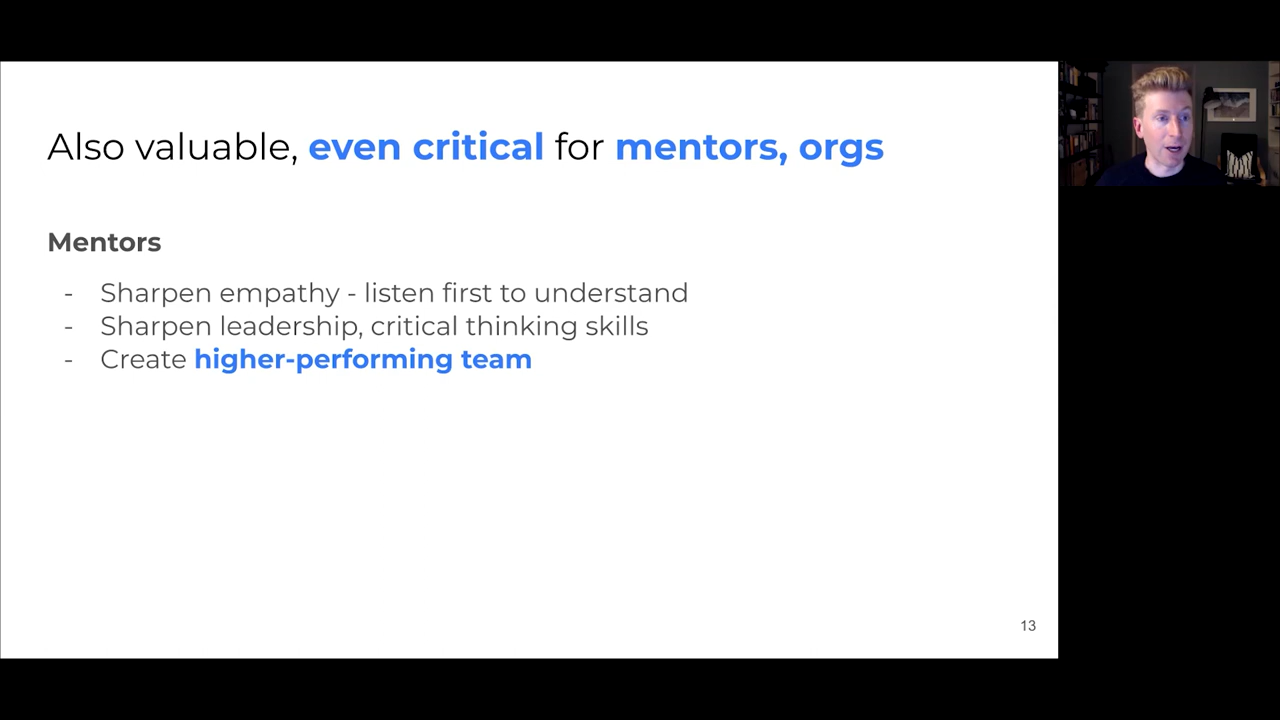 Also valuable, even critical for mentors, orgs
Mentors
- Sharpen empathy - listen first to understand
- Sharpen leadership, critical thinking skills
- Create higher-performing team
13